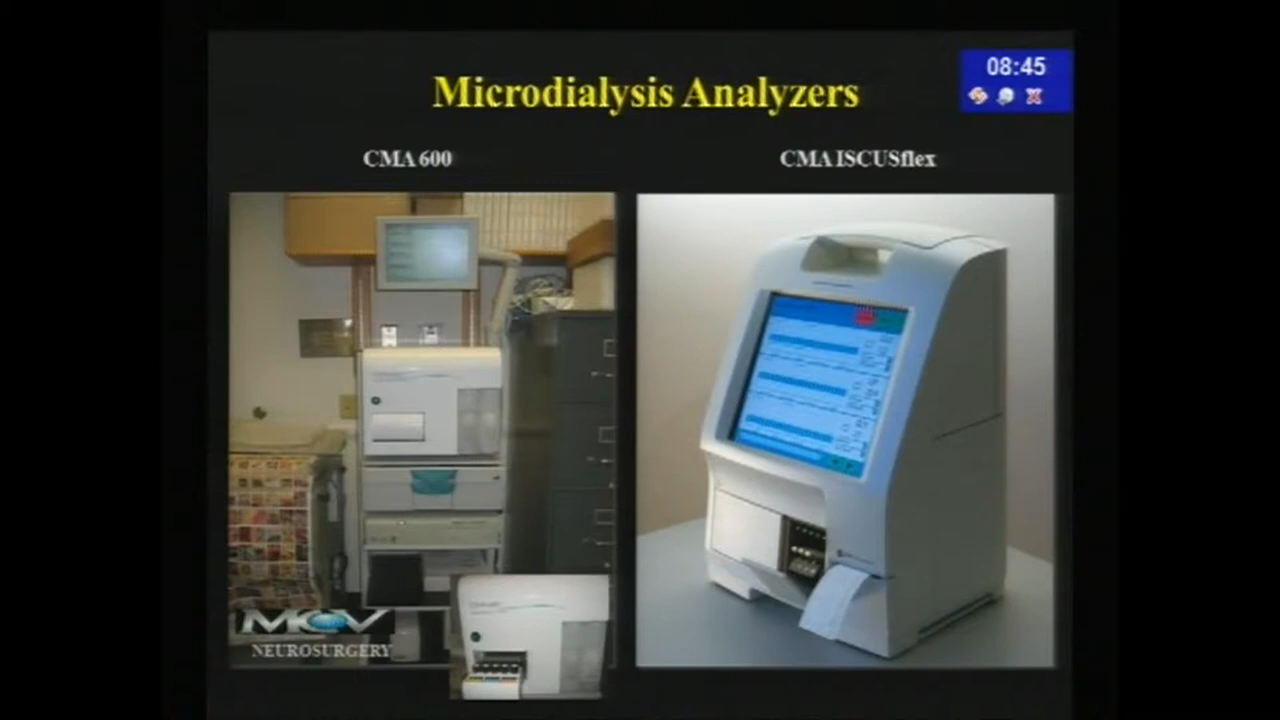 Microdialysis Analyzers
08:45
CMA 600
CMA ISCUSflex
MCV
NEUROSURGERY